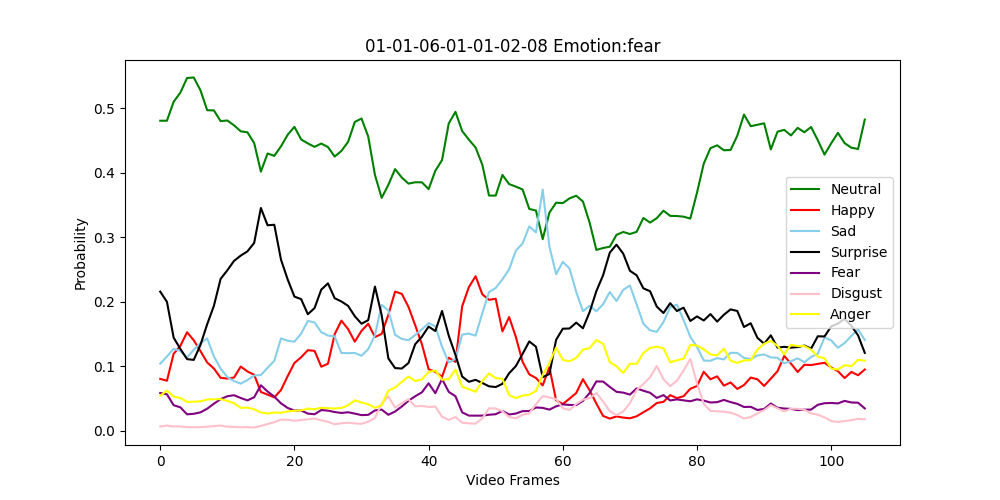 01-01-06-01-01-02-08 Emotion:fear
Probability
0.5
0.4
0.3
0.2
0.1
0.0
0
20
40
60
80
100
Video Frames
Neutral
Happy
Sad
Surprise
Fear
Disgust
Anger